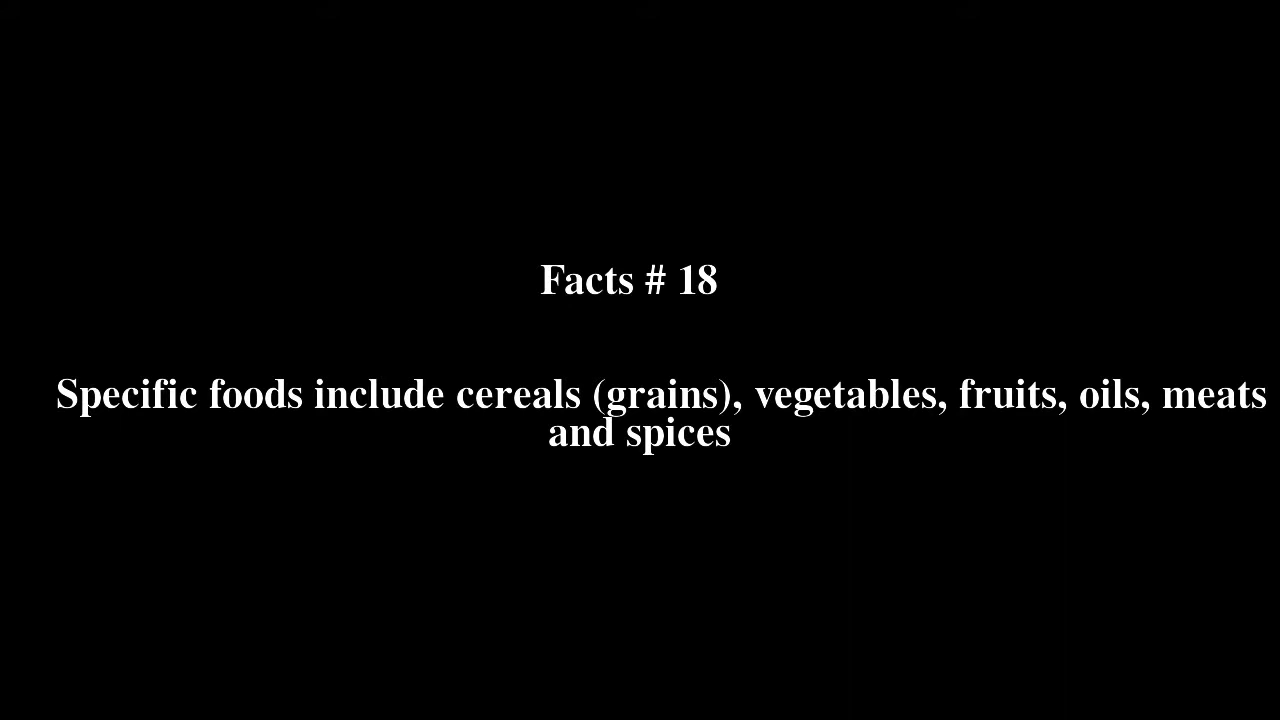 Facts # 18
Specific foods include cereals (grains), vegetables, fruits, oils, meats
and spices